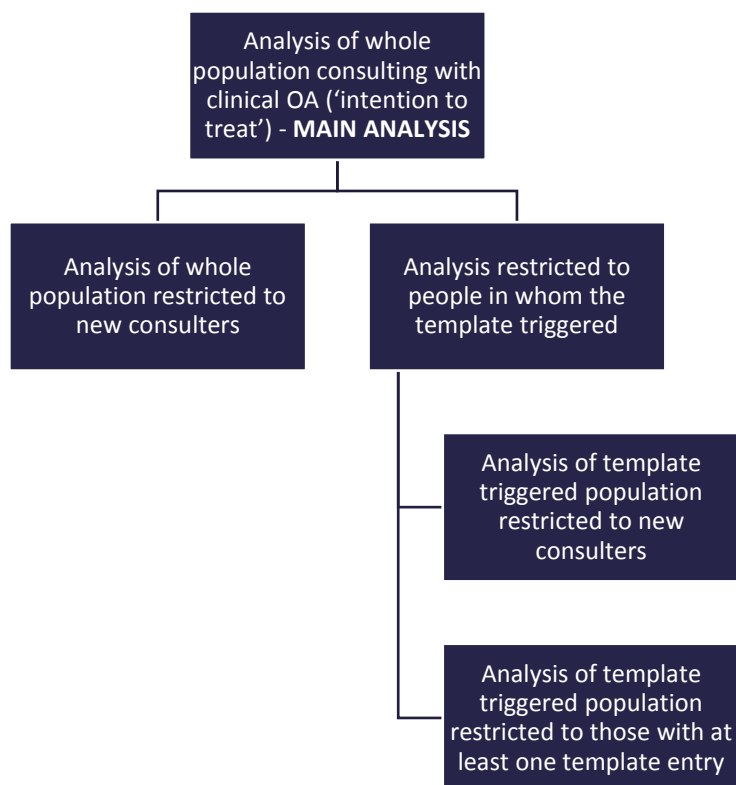 Analysis of whole
population consulting with
clinical OA (‘intention to
treat’) - MAIN ANALYSIS
Analysis of whole
population restricted to
new consulters
Analysis restricted to
people in whom the
template triggered
Analysis of template
triggered population
restricted to new
consulters
Analysis of template
triggered population
restricted to those with at
least one template entry